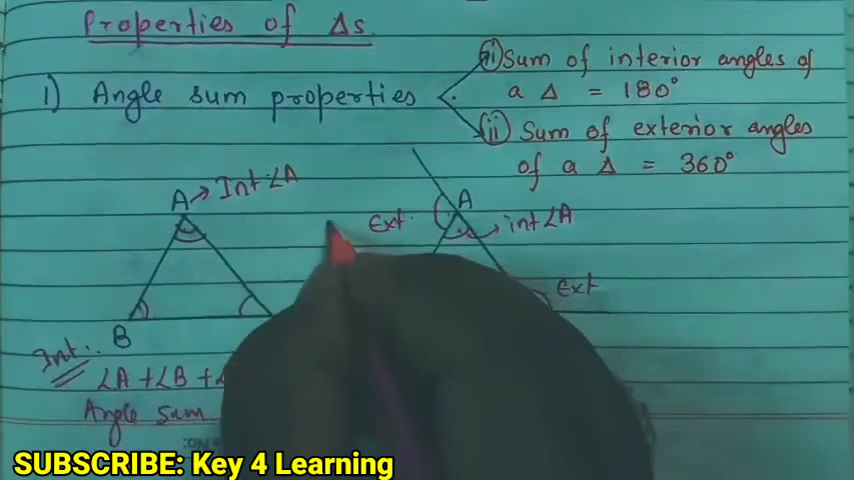 Properties of Δs
1) Angle sum properties
(i) Sum of interior angles of
a Δ = 180°
(ii) Sum of exterior angles
of a Δ = 360°
A → Int ∠A
A
Ext.
int ∠A
Ext
B
Int :.
∠A + ∠B +
Angle sum
SUBSCRIBE: Key 4 Learning